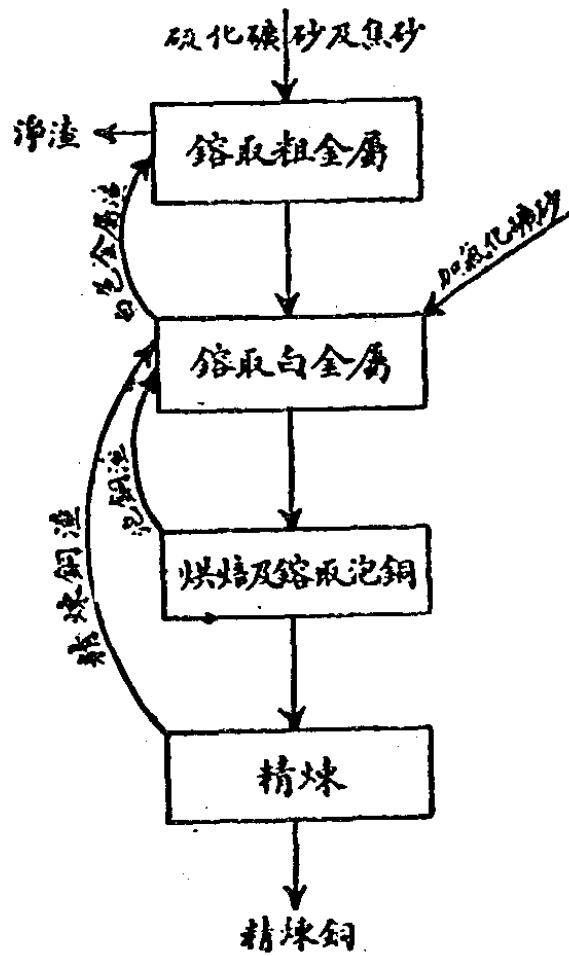 硫化礦砂及焦砂
淨渣
鎔取粗金屬
白色金屬渣
加氧化礦砂
鎔取白金屬
泡銅渣
烘焙及鎔取泡銅
精煉銅渣
精煉
精煉銅